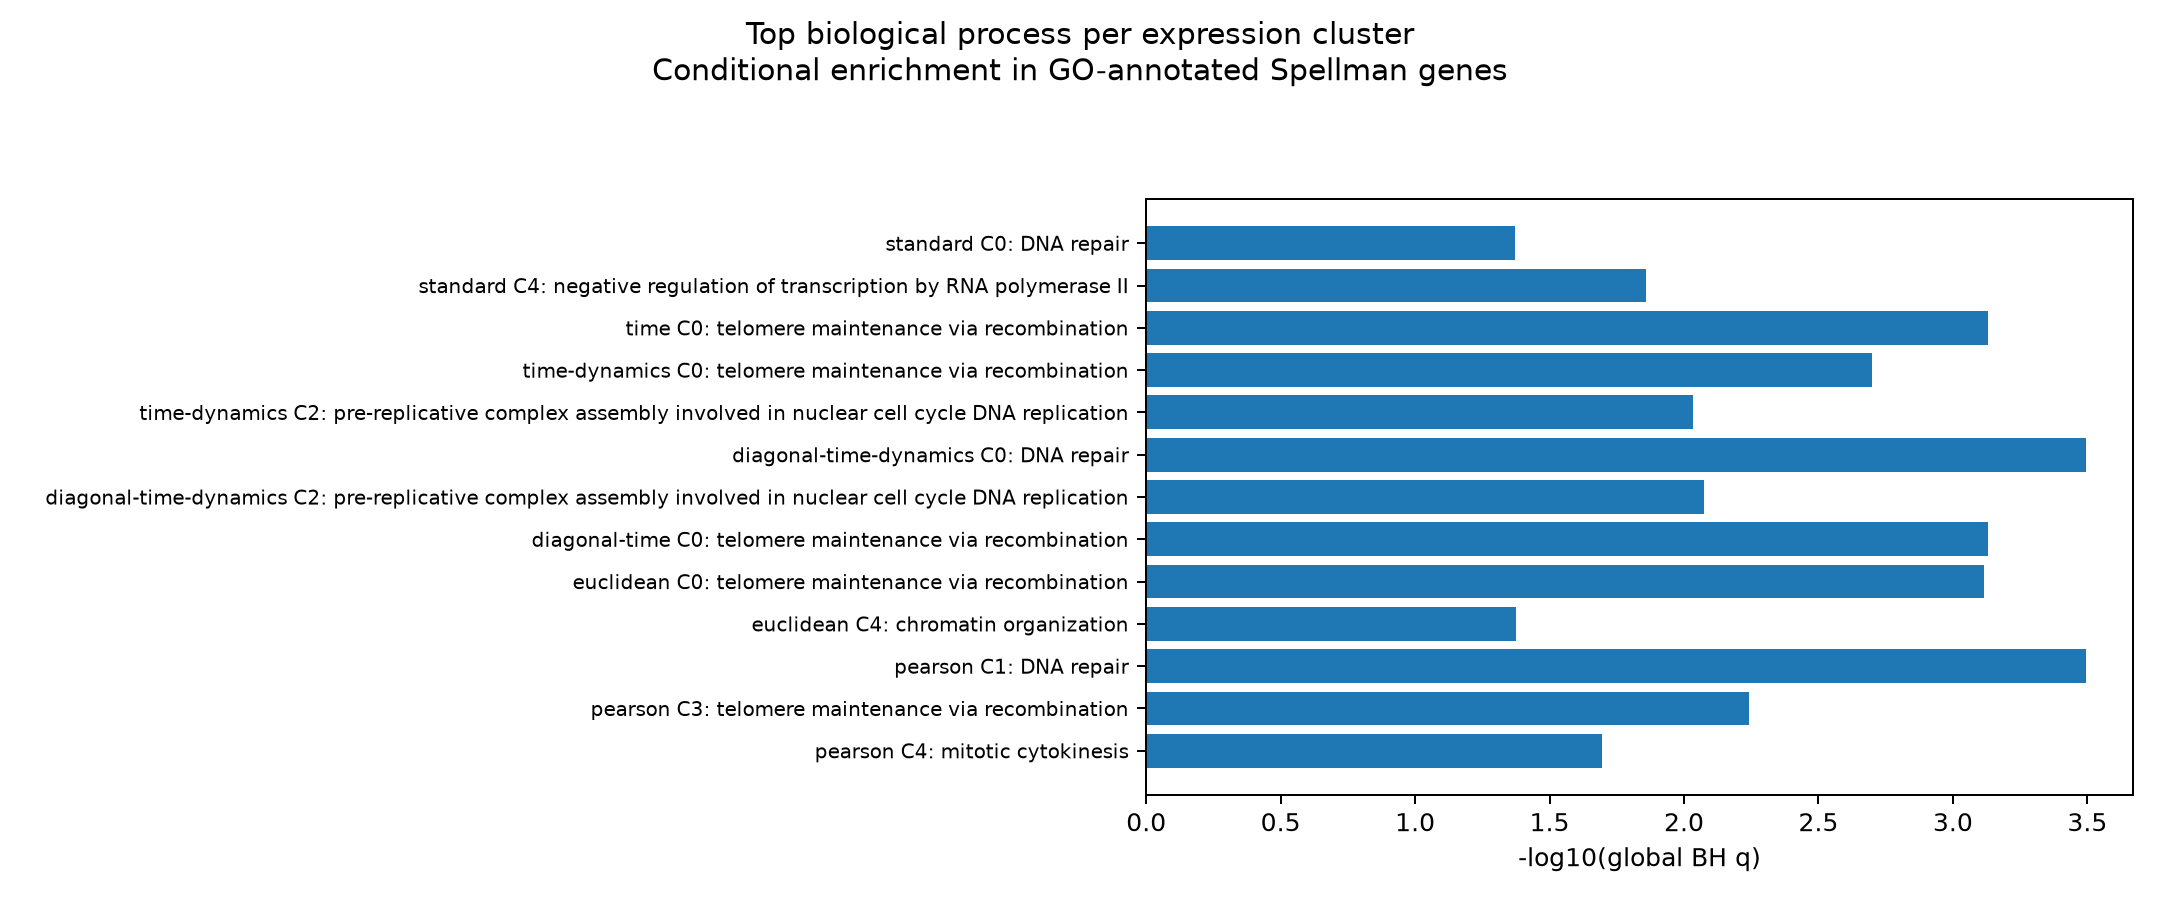 Top biological process per expression cluster
Conditional enrichment in GO-annotated Spellman genes
standard C0: DNA repair
standard C4: negative regulation of transcription by RNA polymerase II
time C0: telomere maintenance via recombination
time-dynamics C0: telomere maintenance via recombination
time-dynamics C2: pre-replicative complex assembly involved in nuclear cell cycle DNA replication
diagonal-time-dynamics C0: DNA repair
diagonal-time-dynamics C2: pre-replicative complex assembly involved in nuclear cell cycle DNA replication
diagonal-time C0: telomere maintenance via recombination
euclidean C0: telomere maintenance via recombination
euclidean C4: chromatin organization
pearson C1: DNA repair
pearson C3: telomere maintenance via recombination
pearson C4: mitotic cytokinesis
0.0 0.5 1.0 1.5 2.0 2.5 3.0 3.5
-log10(global BH q)